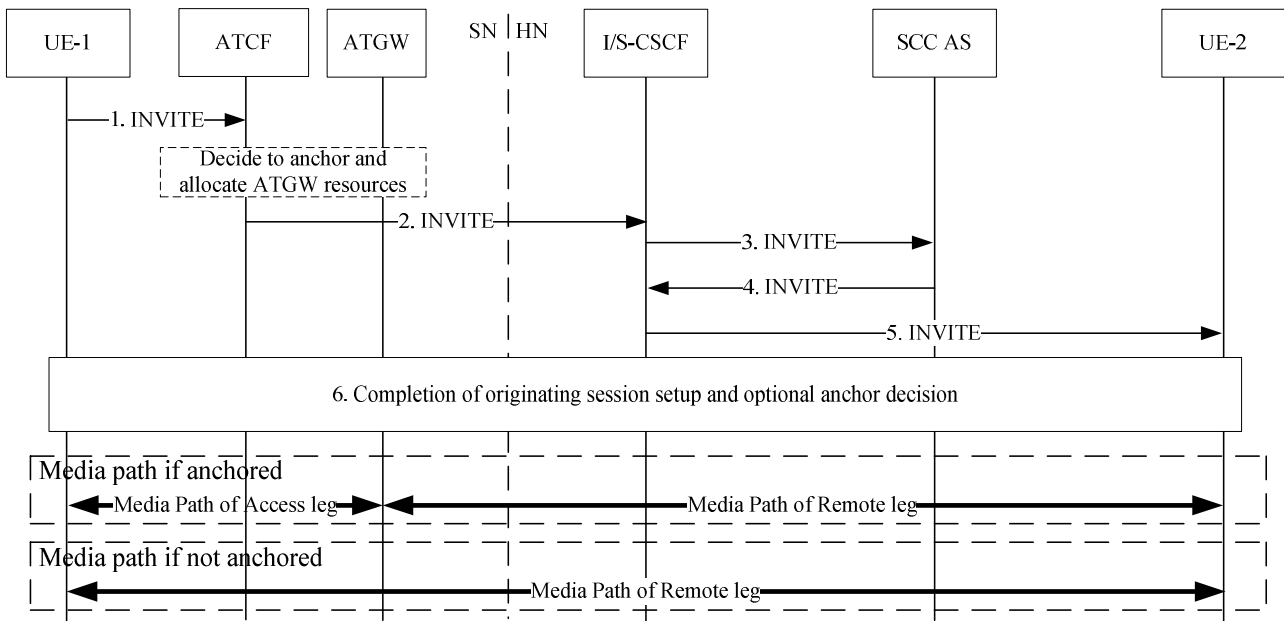 UE-1
ATCF
ATGW
SN
HN
I/S-CSCF
SCC AS
UE-2
1. INVITE
Decide to anchor and
allocate ATGW resources
2. INVITE
3. INVITE
4. INVITE
5. INVITE
6. Completion of originating session setup and optional anchor decision
Media path if anchored
Media Path of Access leg
Media Path of Remote leg
Media path if not anchored
Media Path of Remote leg